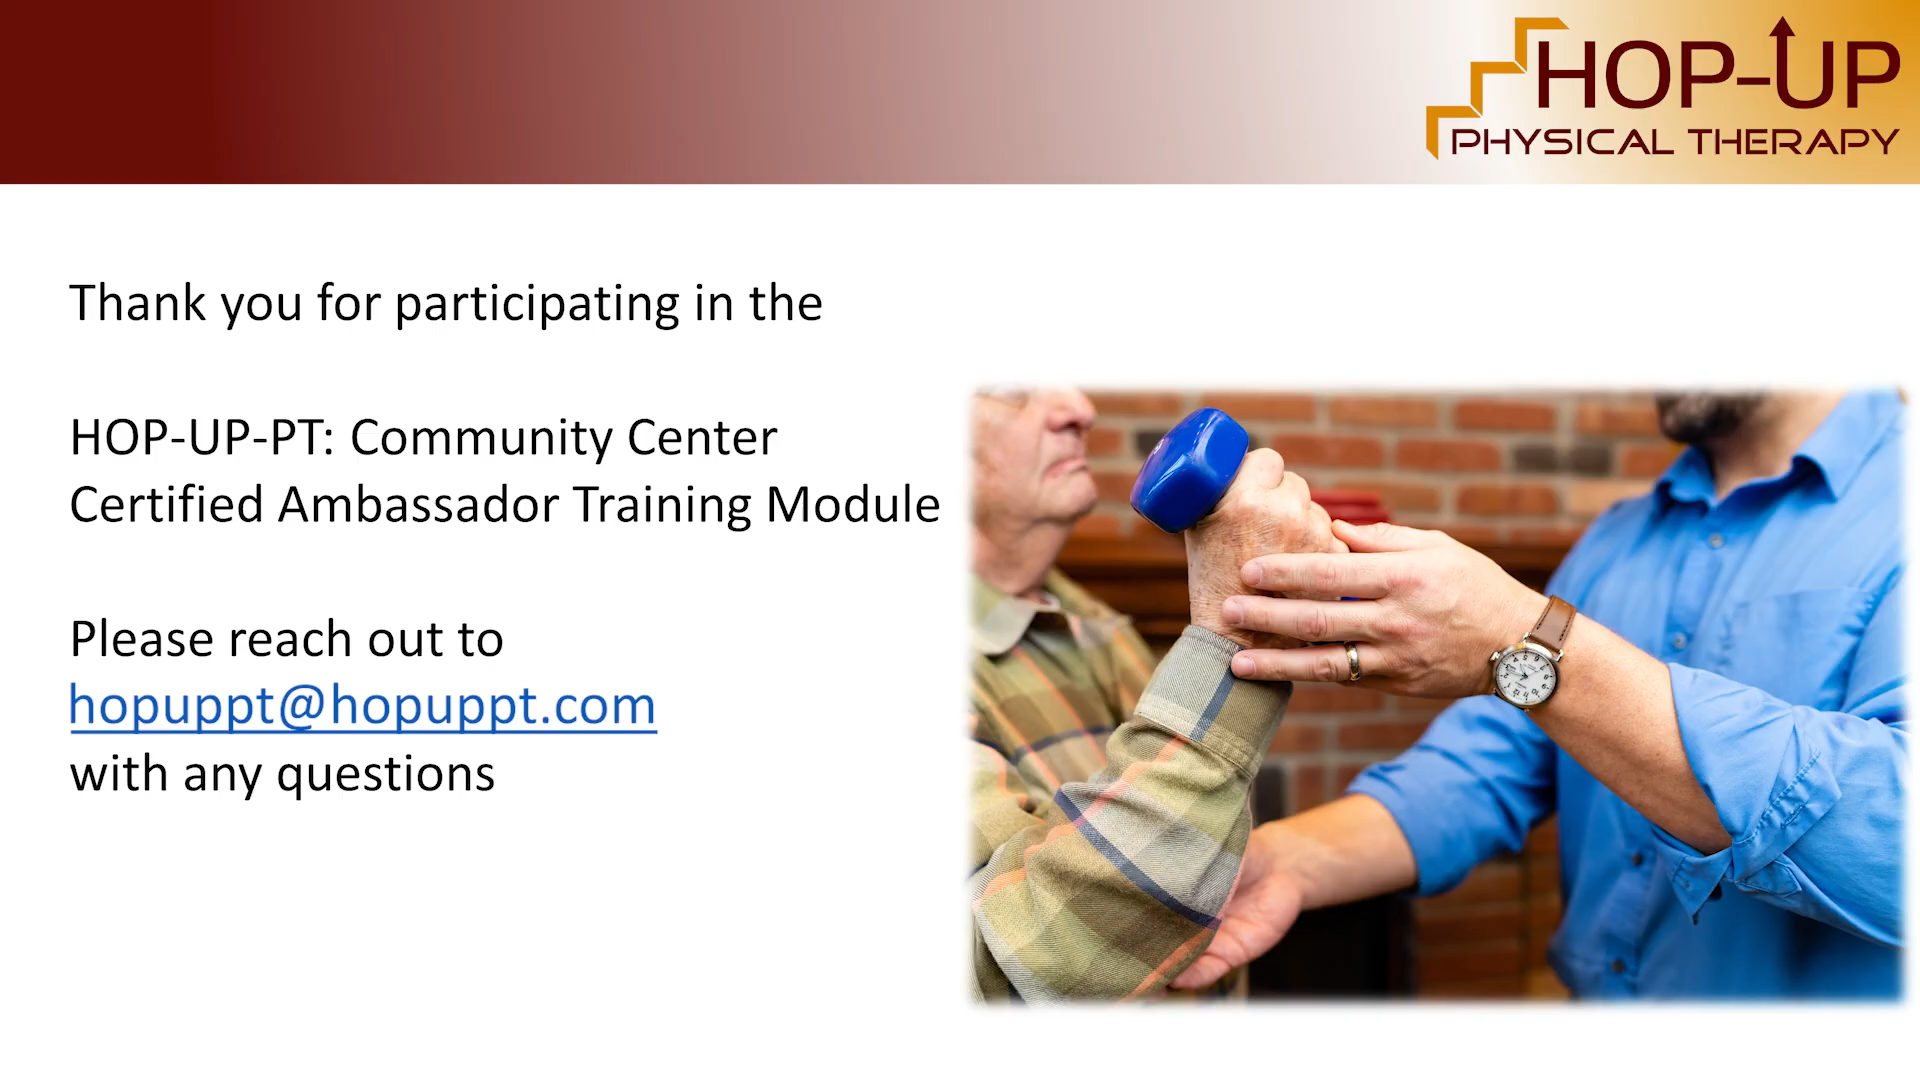 HOP-UP
PHYSICAL THERAPY
Thank you for participating in the
HOP-UP-PT: Community Center
Certified Ambassador Training Module
Please reach out to
hopuppt@hopuppt.com
with any questions